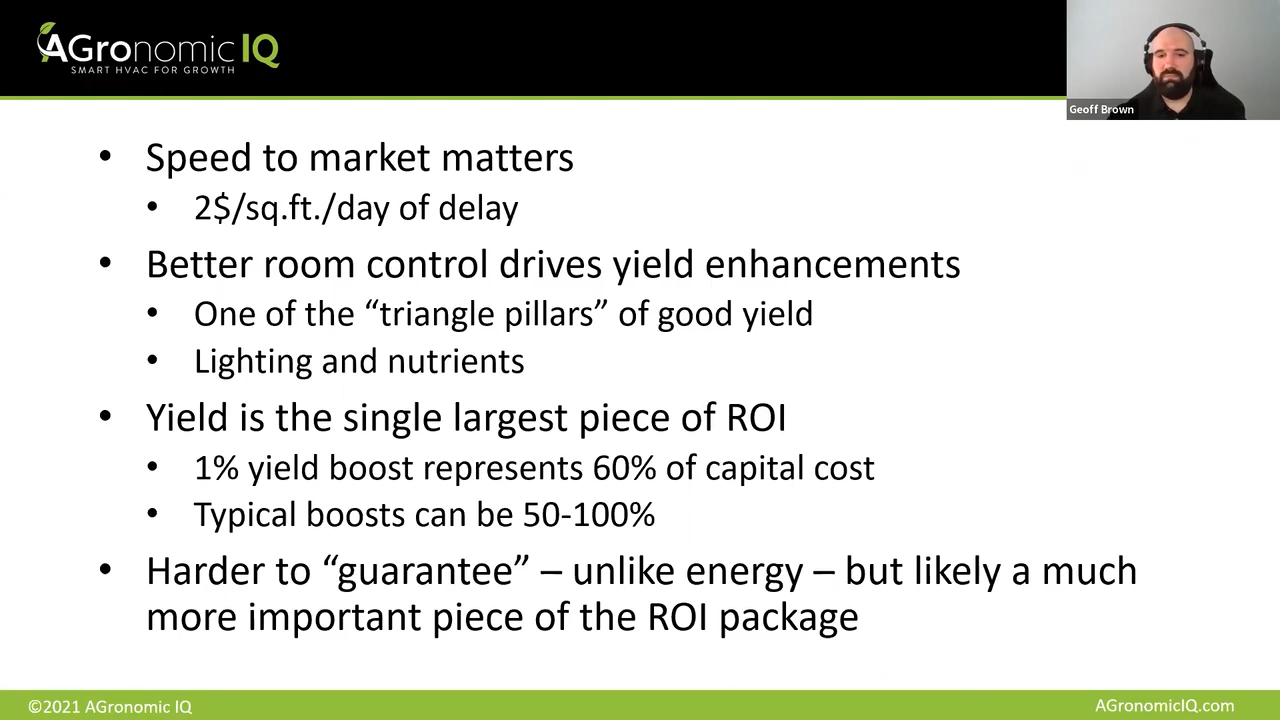 AGronomic IQ
SMART HVAC FOR GROWTH
Geoff Brown
• Speed to market matters
• 2$/sq.ft./day of delay
• Better room control drives yield enhancements
• One of the “triangle pillars” of good yield
• Lighting and nutrients
• Yield is the single largest piece of ROI
• 1% yield boost represents 60% of capital cost
• Typical boosts can be 50-100%
• Harder to “guarantee” – unlike energy – but likely a much
more important piece of the ROI package
©2021 AGronomic IQ
AGronomicIQ.com